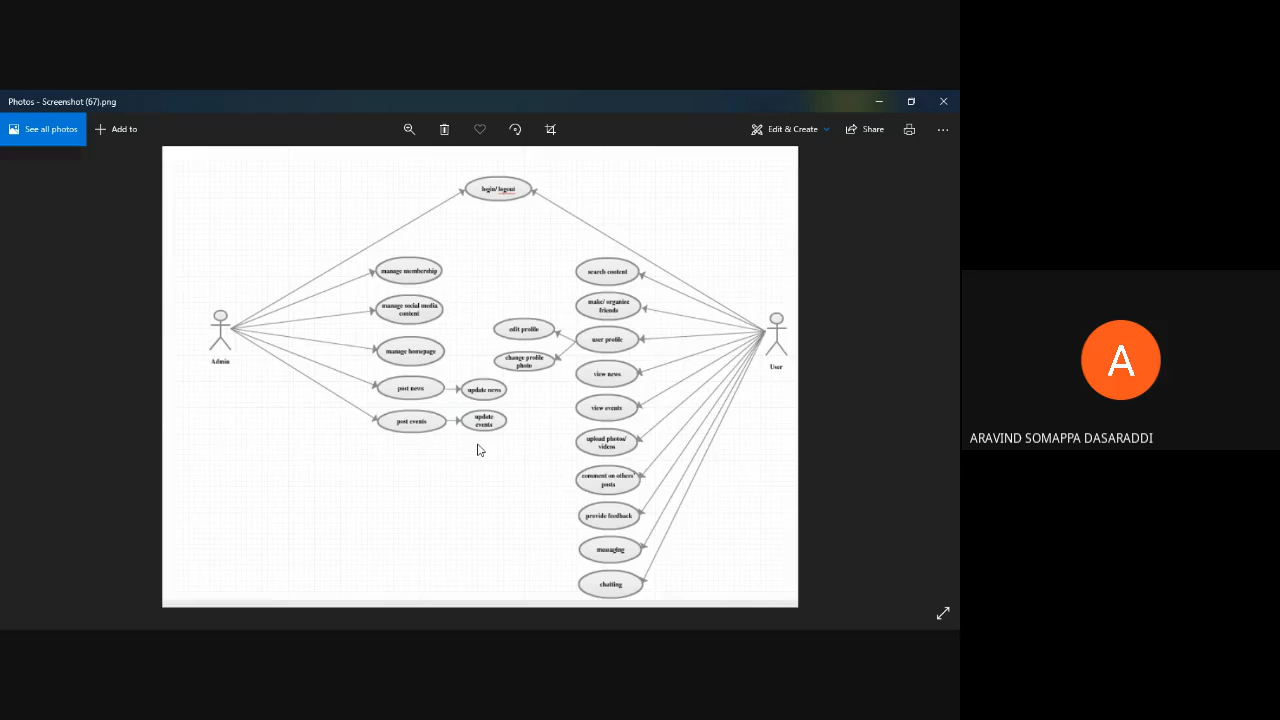 Photos - Screenshot (67).png
See all photos
Add to
Edit & Create
Share
login/ logout
manage membership
manage social media
content
manage homepage
post news
update news
post events
update
events
Admin
edit profile
change profile
photo
search content
make/ organize
friends
user profile
view news
view events
upload photos/
videos
comment on others'
posts
provide feedback
messaging
chatting
User
A
ARAVIND SOMAPPA DASARADDI